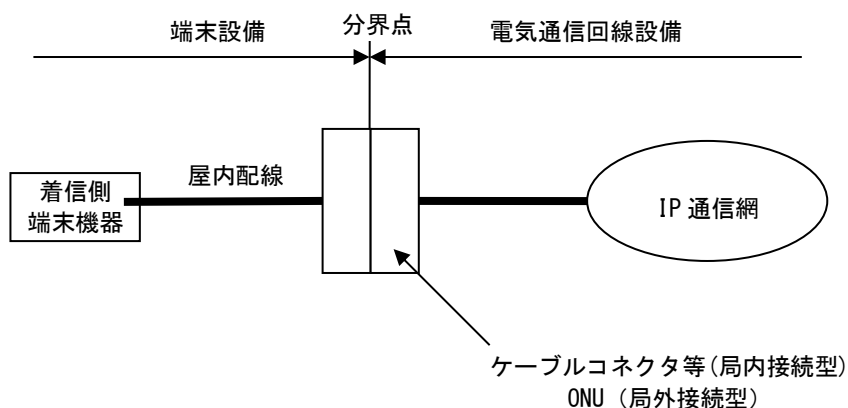 端末設備
分界点
電気通信回線設備
着信側
端末機器
屋内配線
IP 通信網
ケーブルコネクタ等(局内接続型)
ONU（局外接続型）